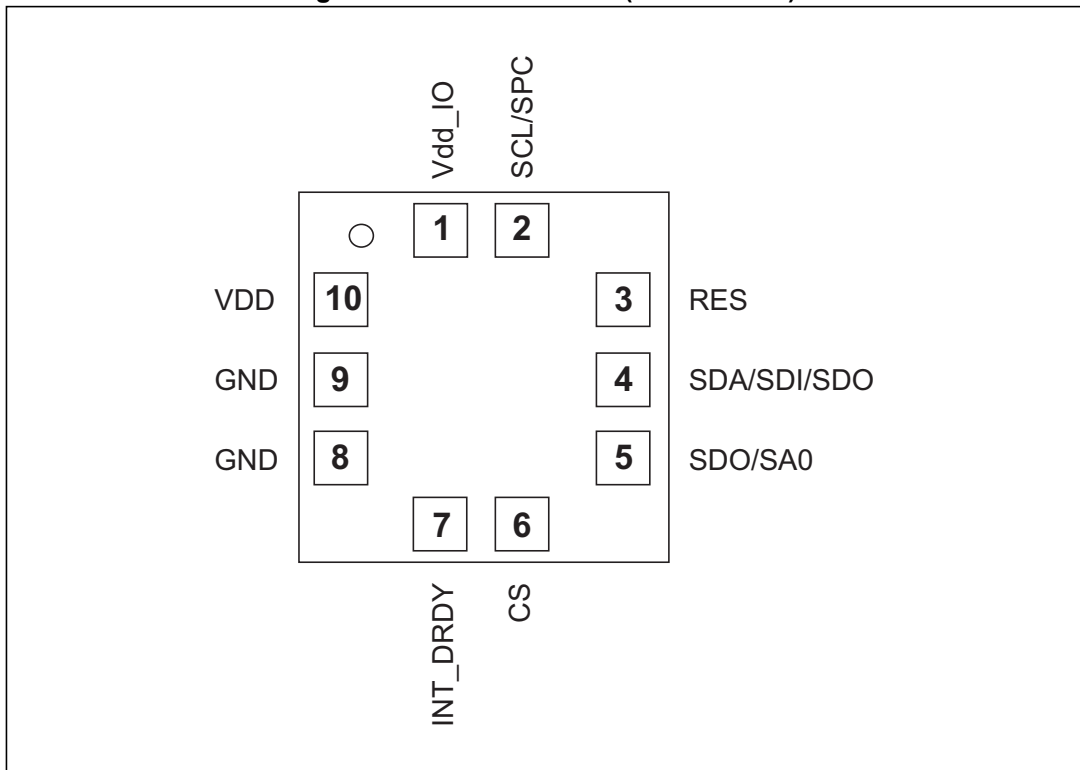 Vdd_IO
SCL/SPC
1
2
VDD
10
3
RES
GND
9
4
SDA/SDI/SDO
GND
8
5
SDO/SA0
7
6
INT_DRDY
CS